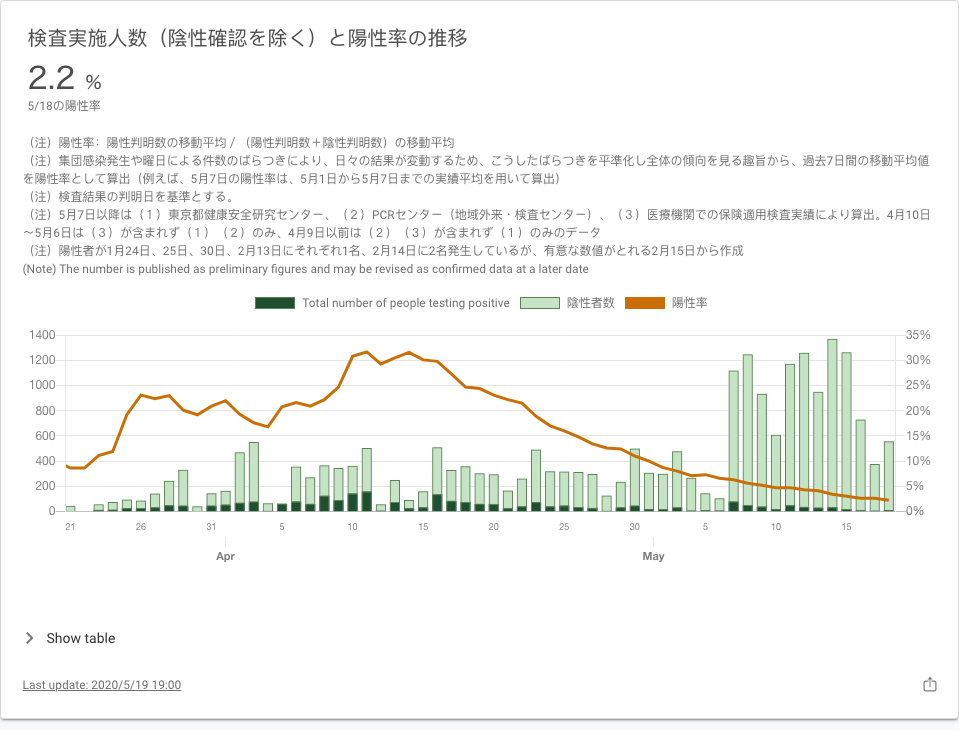 検査実施人数（陰性確認を除く）と陽性率の推移
2.2 %
5/18の陽性率
（注）陽性率：陽性判明数の移動平均 / （陽性判明数＋陰性判明数）の移動平均
（注）集団感染発生や曜日による件数のばらつきにより、日々の結果が変動するため、こうしたばらつきを平準化し全体の傾向を見る趣旨から、過去7日間の移動平均値
を陽性率として算出（例えば、5月7日の陽性率は、5月1日から5月7日までの実績平均を用いて算出）
（注）検査結果の判明日を基準とする。
（注）5月7日以降は（１）東京都健康安全研究センター、（２）PCRセンター（地域外来・検査センター）、（３）医療機関での保険適用検査実績により算出。4月10日
～5月6日は（３）が含まれず（１）（２）のみ、4月9日以前は（２）（３）が含まれず（１）のみのデータ
（注）陽性者が1月24日、25日、30日、2月13日にそれぞれ1名、2月14日に2名発生しているが、有意な数値がとれる2月15日から作成
(Note) The number is published as preliminary figures and may be revised as confirmed data at a later date
Total number of people testing positive 陰性者数 陽性率
1400 35%
1200 30%
1000 25%
800 20%
600 15%
400 10%
200 5%
0 0%
21 26 31 5 10 15 20 25 30 5 10 15
Apr May
Show table
Last update: 2020/5/19 19:00